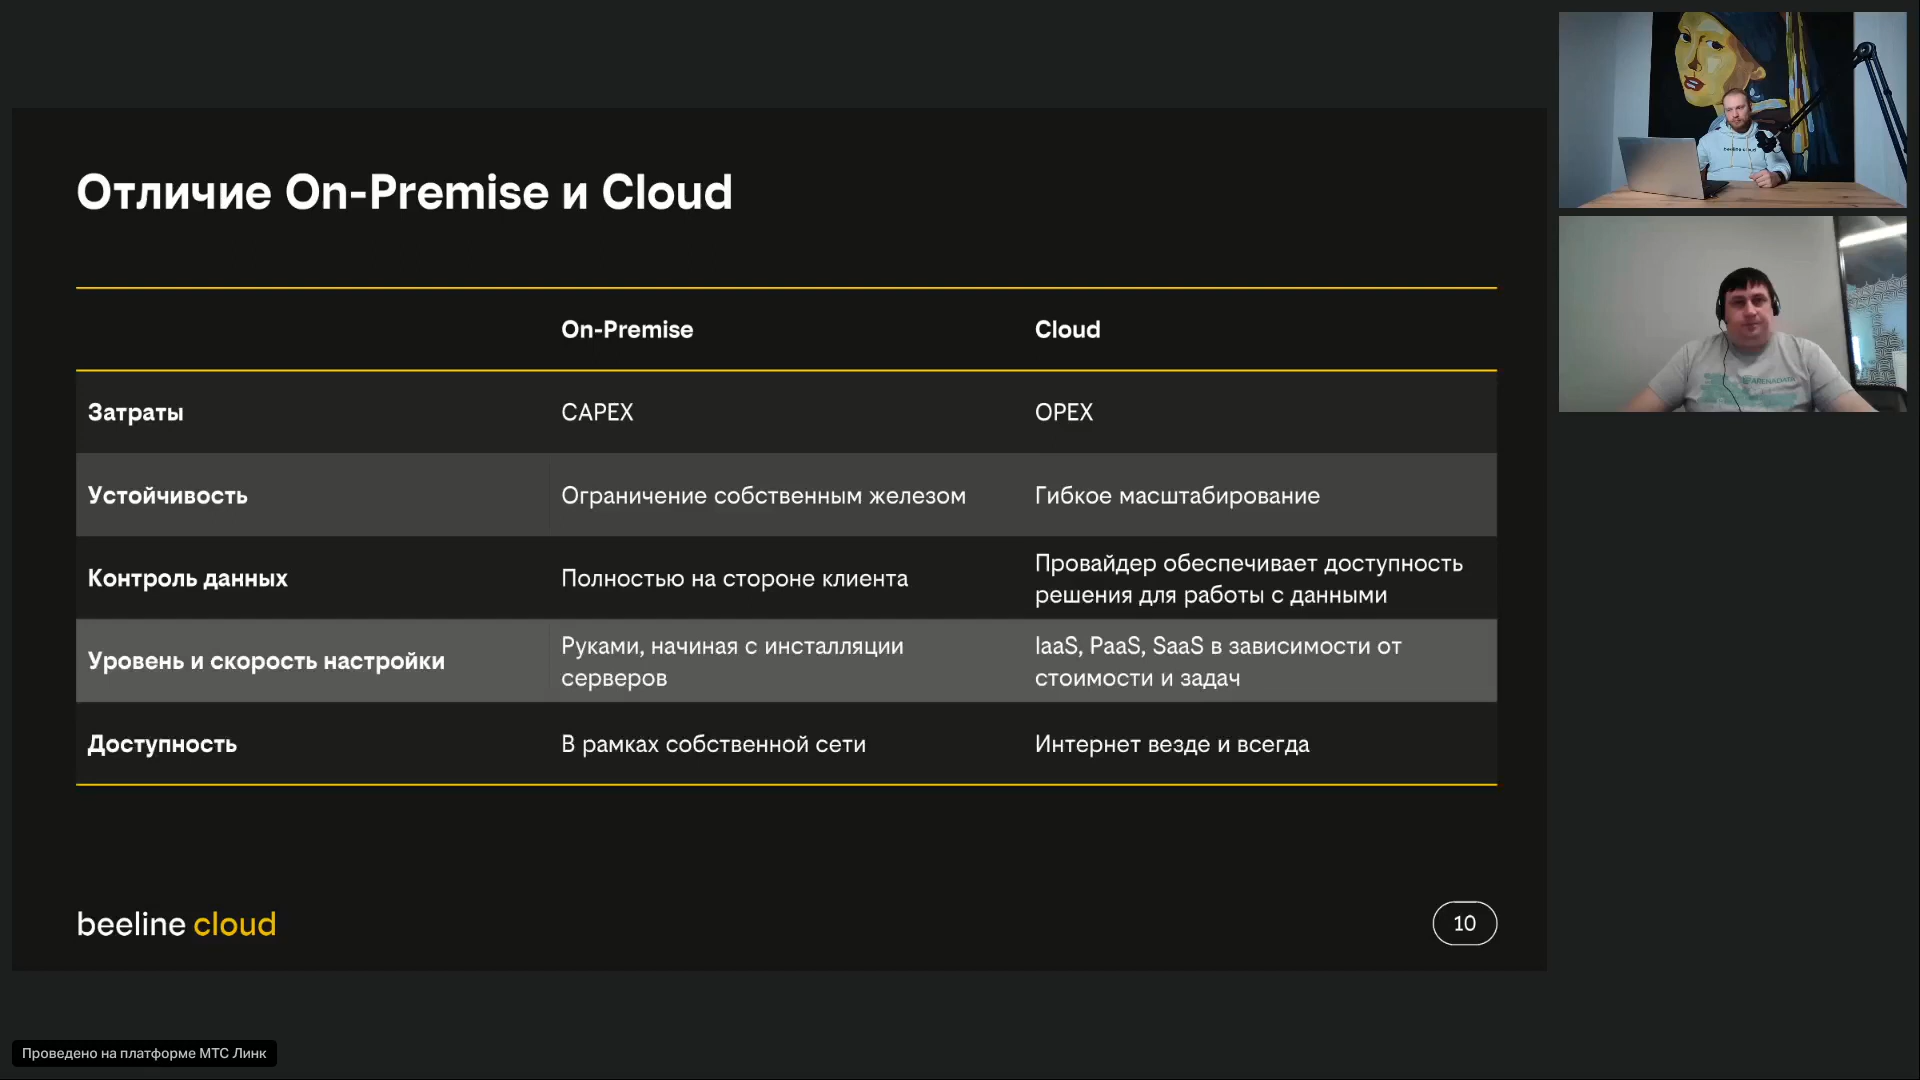 Отличие On-Premise и Cloud
On-Premise
Cloud
Затраты
CAPEX
OPEX
Устойчивость
Ограничение собственным железом
Гибкое масштабирование
Контроль данных
Полностью на стороне клиента
Провайдер обеспечивает доступность
решения для работы с данными
Уровень и скорость настройки
Руками, начиная с инсталляции
серверов
IaaS, PaaS, SaaS в зависимости от
стоимости и задач
Доступность
В рамках собственной сети
Интернет везде и всегда
beeline cloud
10
beeline cloud
ARENADATA
Проведено на платформе МТС Линк